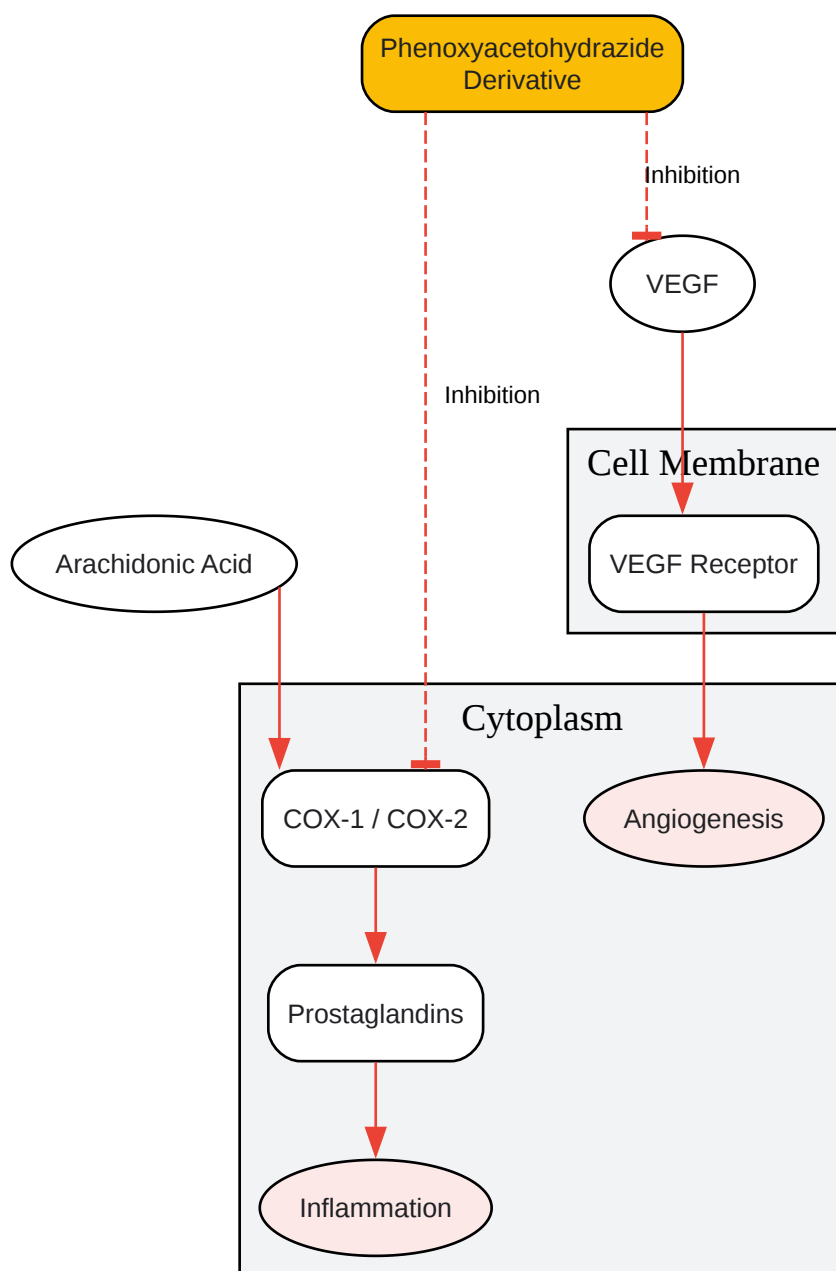 Phenoxyacetohydrazide
Derivative
Inhibition
VEGF
Inhibition
Cell Membrane
Arachidonic Acid
VEGF Receptor
Cytoplasm
COX-1 / COX-2
Angiogenesis
Prostaglandins
Inflammation